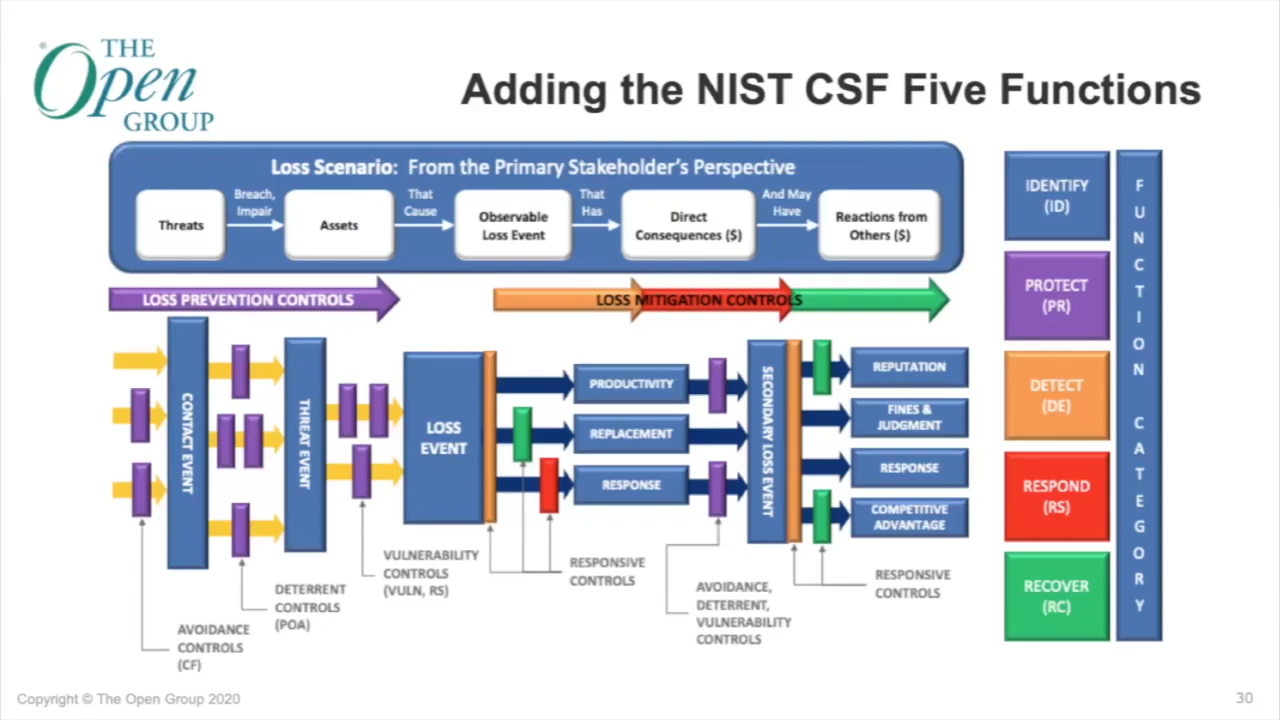 THE
Open
GROUP
Adding the NIST CSF Five Functions
Loss Scenario: From the Primary Stakeholder's Perspective
Threats
Breach,
Impair
Assets
That
Cause
Observable
Loss Event
That
Has
Direct
Consequences ($)
And May
Have
Reactions from
Others ($)
LOSS PREVENTION CONTROLS
LOSS MITIGATION CONTROLS
CONTACT EVENT
THREAT EVENT
LOSS
EVENT
PRODUCTIVITY
REPLACEMENT
RESPONSE
SECONDARY LOSS EVENT
REPUTATION
FINES &
JUDGMENT
RESPONSE
COMPETITIVE
ADVANTAGE
AVOIDANCE
CONTROLS
(CF)
DETERRENT
CONTROLS
(POA)
VULNERABILITY
CONTROLS
(VULN, RS)
RESPONSIVE
CONTROLS
AVOIDANCE,
DETERRENT,
VULNERABILITY
CONTROLS
RESPONSIVE
CONTROLS
IDENTIFY
(ID)
PROTECT
(PR)
DETECT
(DE)
RESPOND
(RS)
RECOVER
(RC)
FUNCTION CATEGORY
Copyright © The Open Group 2020
30